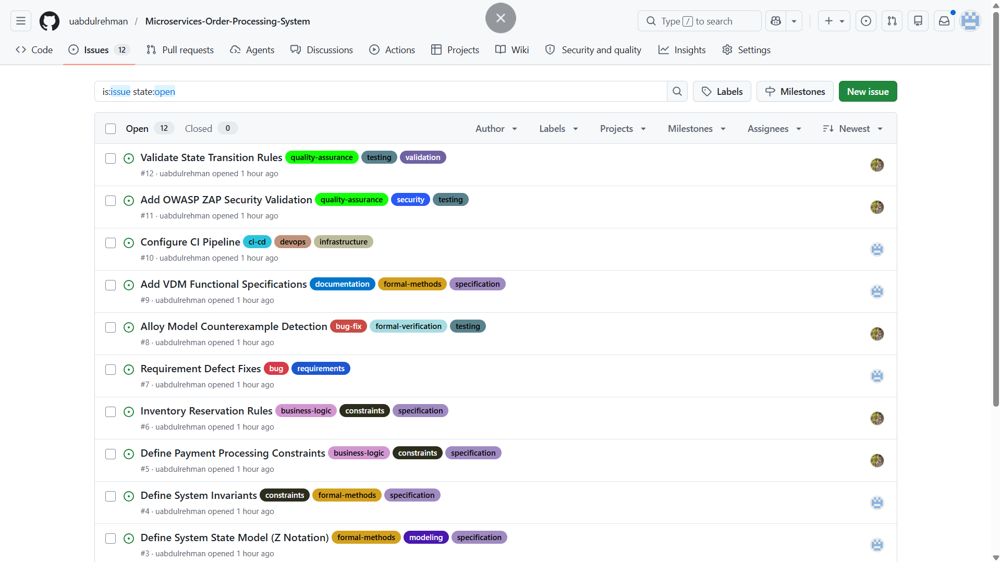 uabdulrehman / Microservices-Order-Processing-System
Type / to search
Code
Issues 12
Pull requests
Agents
Discussions
Actions
Projects
Wiki
Security and quality
Insights
Settings
is:issue state:open
Labels
Milestones
New issue
Open 12
Closed 0
Author
Labels
Projects
Milestones
Assignees
Newest
Validate State Transition Rules quality-assurance testing validation
#12 · uabdulrehman opened 1 hour ago
Add OWASP ZAP Security Validation quality-assurance security testing
#11 · uabdulrehman opened 1 hour ago
Configure CI Pipeline ci-cd devops infrastructure
#10 · uabdulrehman opened 1 hour ago
Add VDM Functional Specifications documentation formal-methods specification
#9 · uabdulrehman opened 1 hour ago
Alloy Model Counterexample Detection bug-fix formal-verification testing
#8 · uabdulrehman opened 1 hour ago
Requirement Defect Fixes bug requirements
#7 · uabdulrehman opened 1 hour ago
Inventory Reservation Rules business-logic constraints specification
#6 · uabdulrehman opened 1 hour ago
Define Payment Processing Constraints business-logic constraints specification
#5 · uabdulrehman opened 1 hour ago
Define System Invariants constraints formal-methods specification
#4 · uabdulrehman opened 1 hour ago
Define System State Model (Z Notation) formal-methods modeling specification
#3 · uabdulrehman opened 1 hour ago